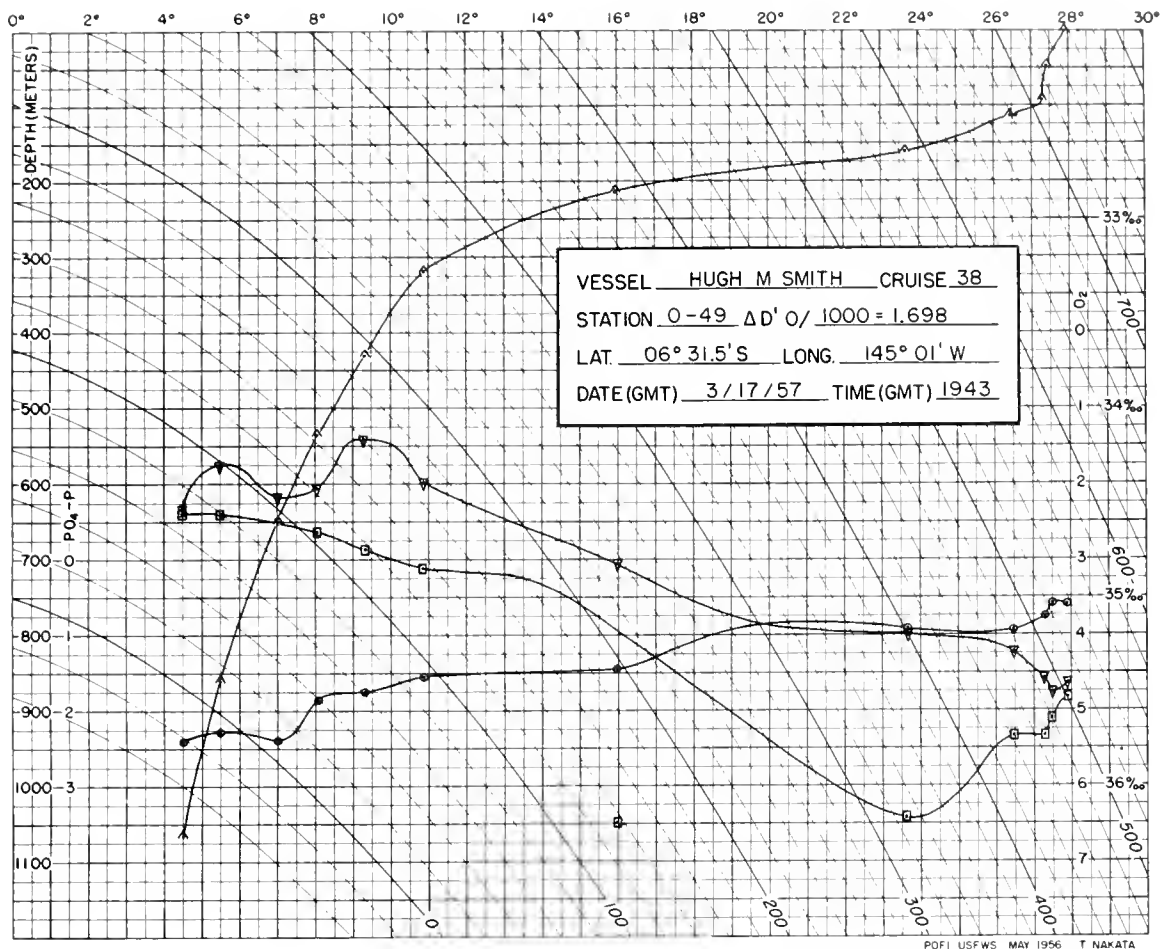 0° 2° 4° 6° 8° 10° 12° 14° 16° 18° 20° 22° 24° 26° 28° 30°
DEPTH (METERS)
200
300
400
500
600
700
800
900
1000
1100
PO₄-P
0
1
2
3
VESSEL HUGH M SMITH CRUISE 38
STATION 0-49 ΔD' O/ 1000 = 1.698
LAT. 06° 31.5' S LONG. 145° 01' W
DATE (GMT) 3/17/57 TIME (GMT) 1943
33‰
34‰
35‰
36‰
O₂
0
1
2
3
4
5
6
7
700
600
500
0 100 200 300 400
POFI USFWS MAY 1956 T NAKATA